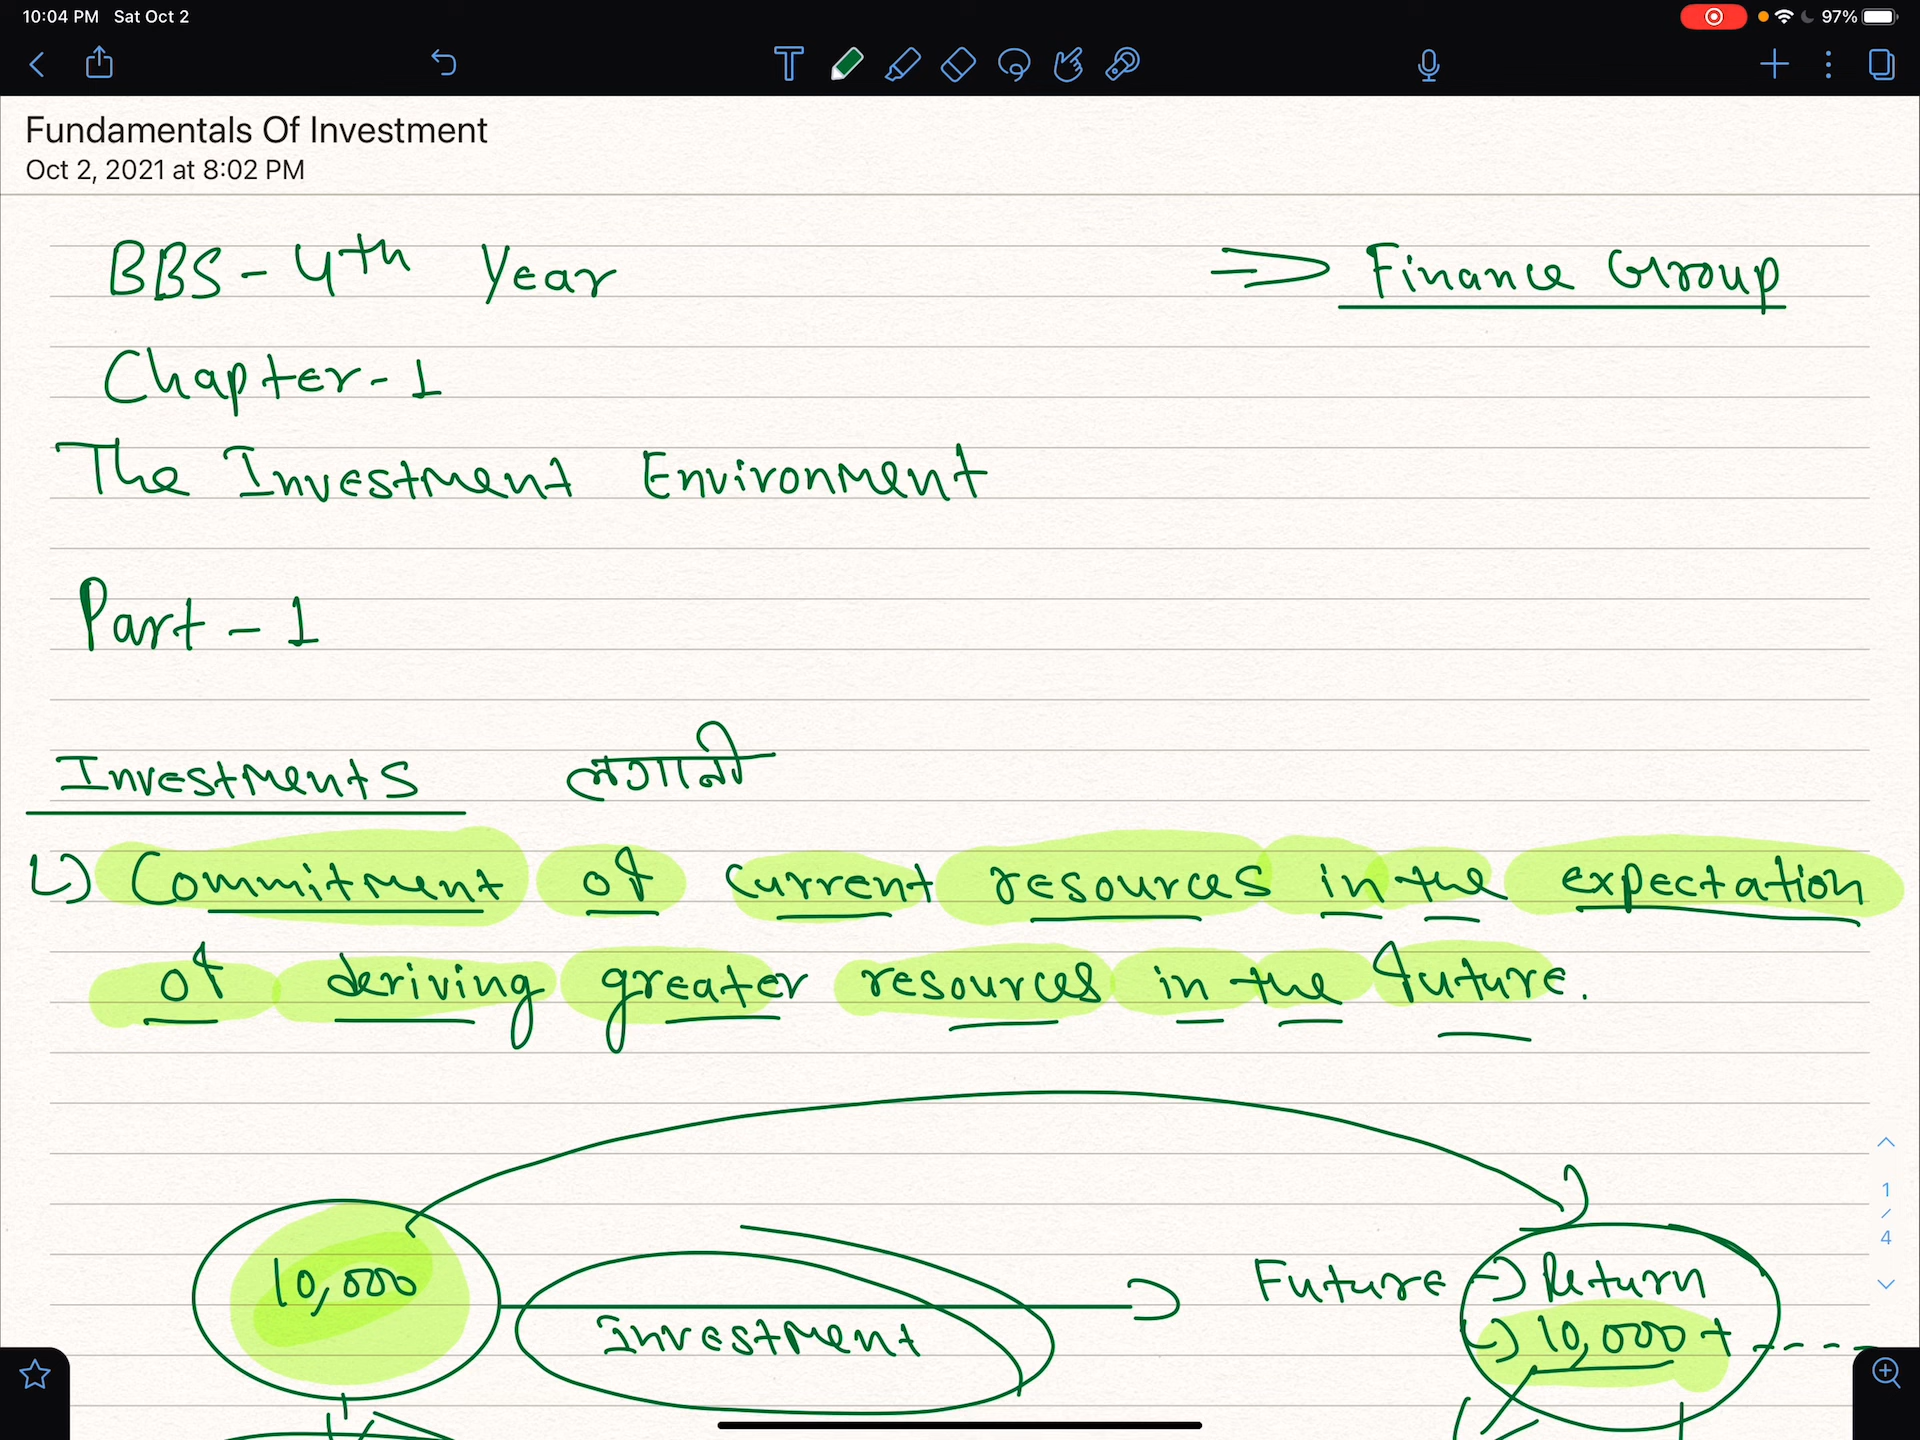 10:04 PM Sat Oct 2
97%
Fundamentals Of Investment
Oct 2, 2021 at 8:02 PM
BBS - 4th Year => Finance Group
Chapter - 1
The Investment Environment
Part - 1
Investments लगानी
Commitment of current resources in the expectation
of deriving greater resources in the future.
1
/
4
10,000 Investment Future → Return
10,000 + - - - -